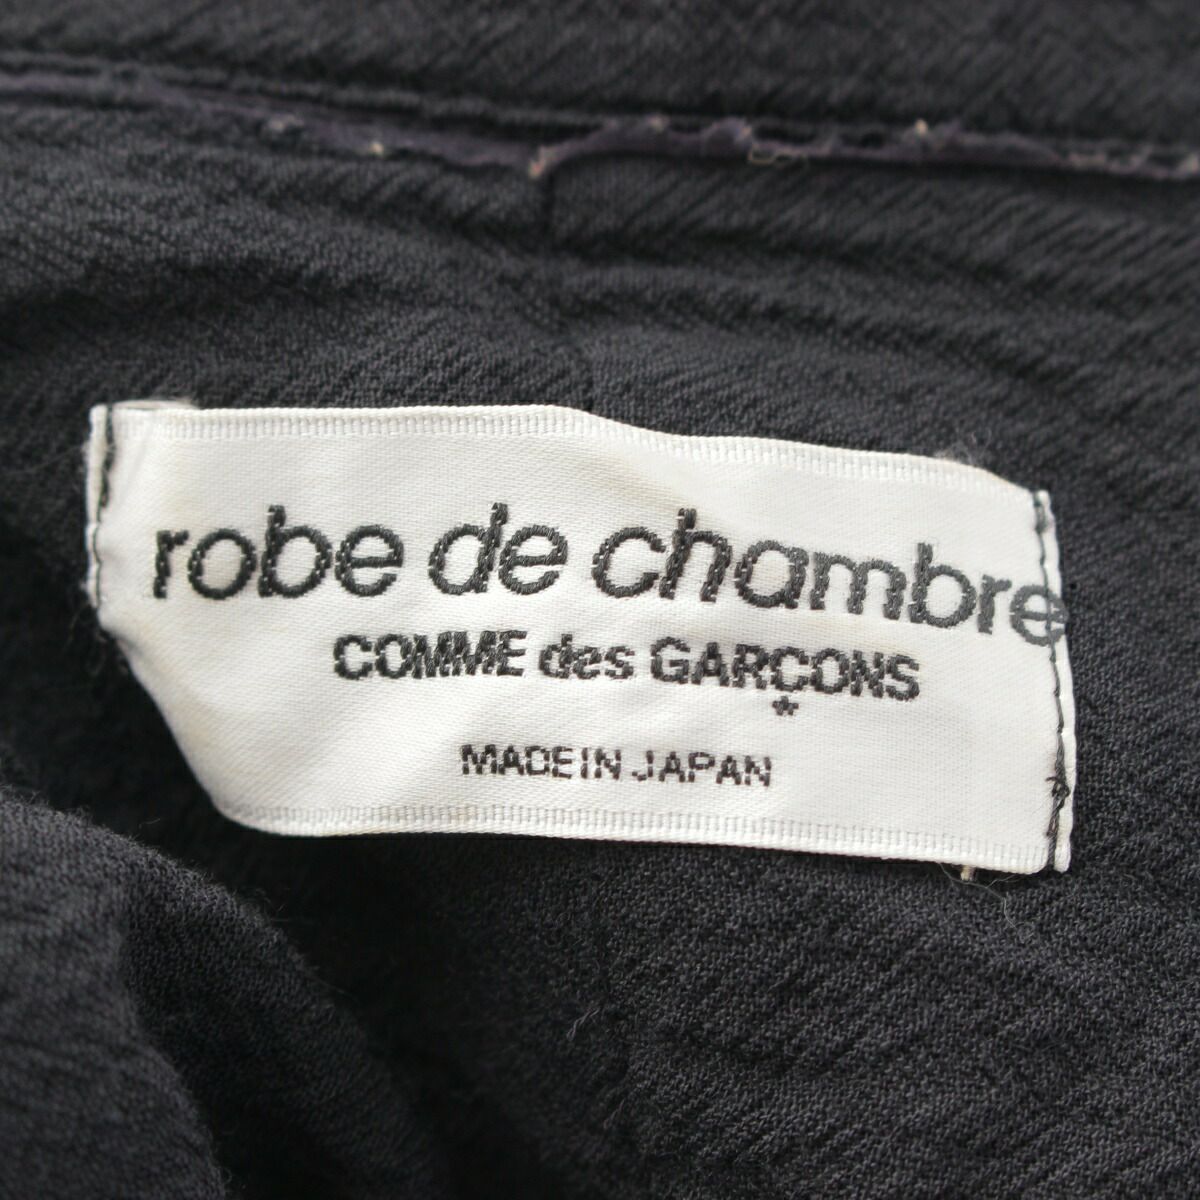 robe de chambre
COMME des GARÇONS
*
MADE IN JAPAN